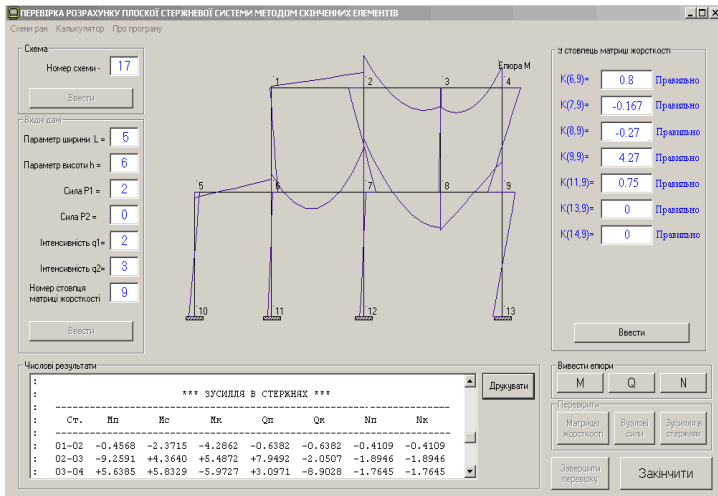 ПЕРЕВІРКА РОЗРАХУНКУ ПЛОСКОЇ СТЕРЖНЕВОЇ СИСТЕМИ МЕТОДОМ СКІНЧЕННИХ ЕЛЕМЕНТІВ
Схеми рам Калькулятор Про програму
Схема
Номер схеми - 17
Ввести
Вхідні дані
Параметр ширини L = 5
Параметр висоти h = 6
Сила P1 = 2
Сила P2 = 0
Інтенсивність q1= 2
Інтенсивність q2= 3
Номер стовпця
матриці жорсткості 9
Ввести
Епюра М
1 2 3 4
5 6 7 8 9
10 11 12 13
9 стовпець матриці жорсткості
K(6,9)= 0.8 Правильно
K(7,9)= -0.167 Правильно
K(8,9)= -0.27 Правильно
K(9,9)= 4.27 Правильно
K(11,9)= 0.75 Правильно
K(13,9)= 0 Правильно
K(14,9)= 0 Правильно
Ввести
Числові результати
:
: *** ЗУСИЛЛЯ В СТЕРЖНЯХ ***
: ----------------------------------------------------------------
: Ст. Мп Мс Мк Qп Qк Nп Nк
: ----------------------------------------------------------------
: 01-02 -0.4568 -2.3715 -4.2862 -0.6382 -0.6382 -0.4109 -0.4109
: 02-03 -9.2591 +4.3640 +5.4872 +7.9492 -2.0507 -1.8946 -1.8946
: 03-04 +5.6385 +5.8329 -5.9727 +3.0971 -8.9028 -1.7645 -1.7645
Друкувати
Вивести епюри
M Q N
Перевірити
Матрицю
жорсткості
Вузлові
сили
Зусилля в
стержнях
Завершити
перевірку
Закінчити